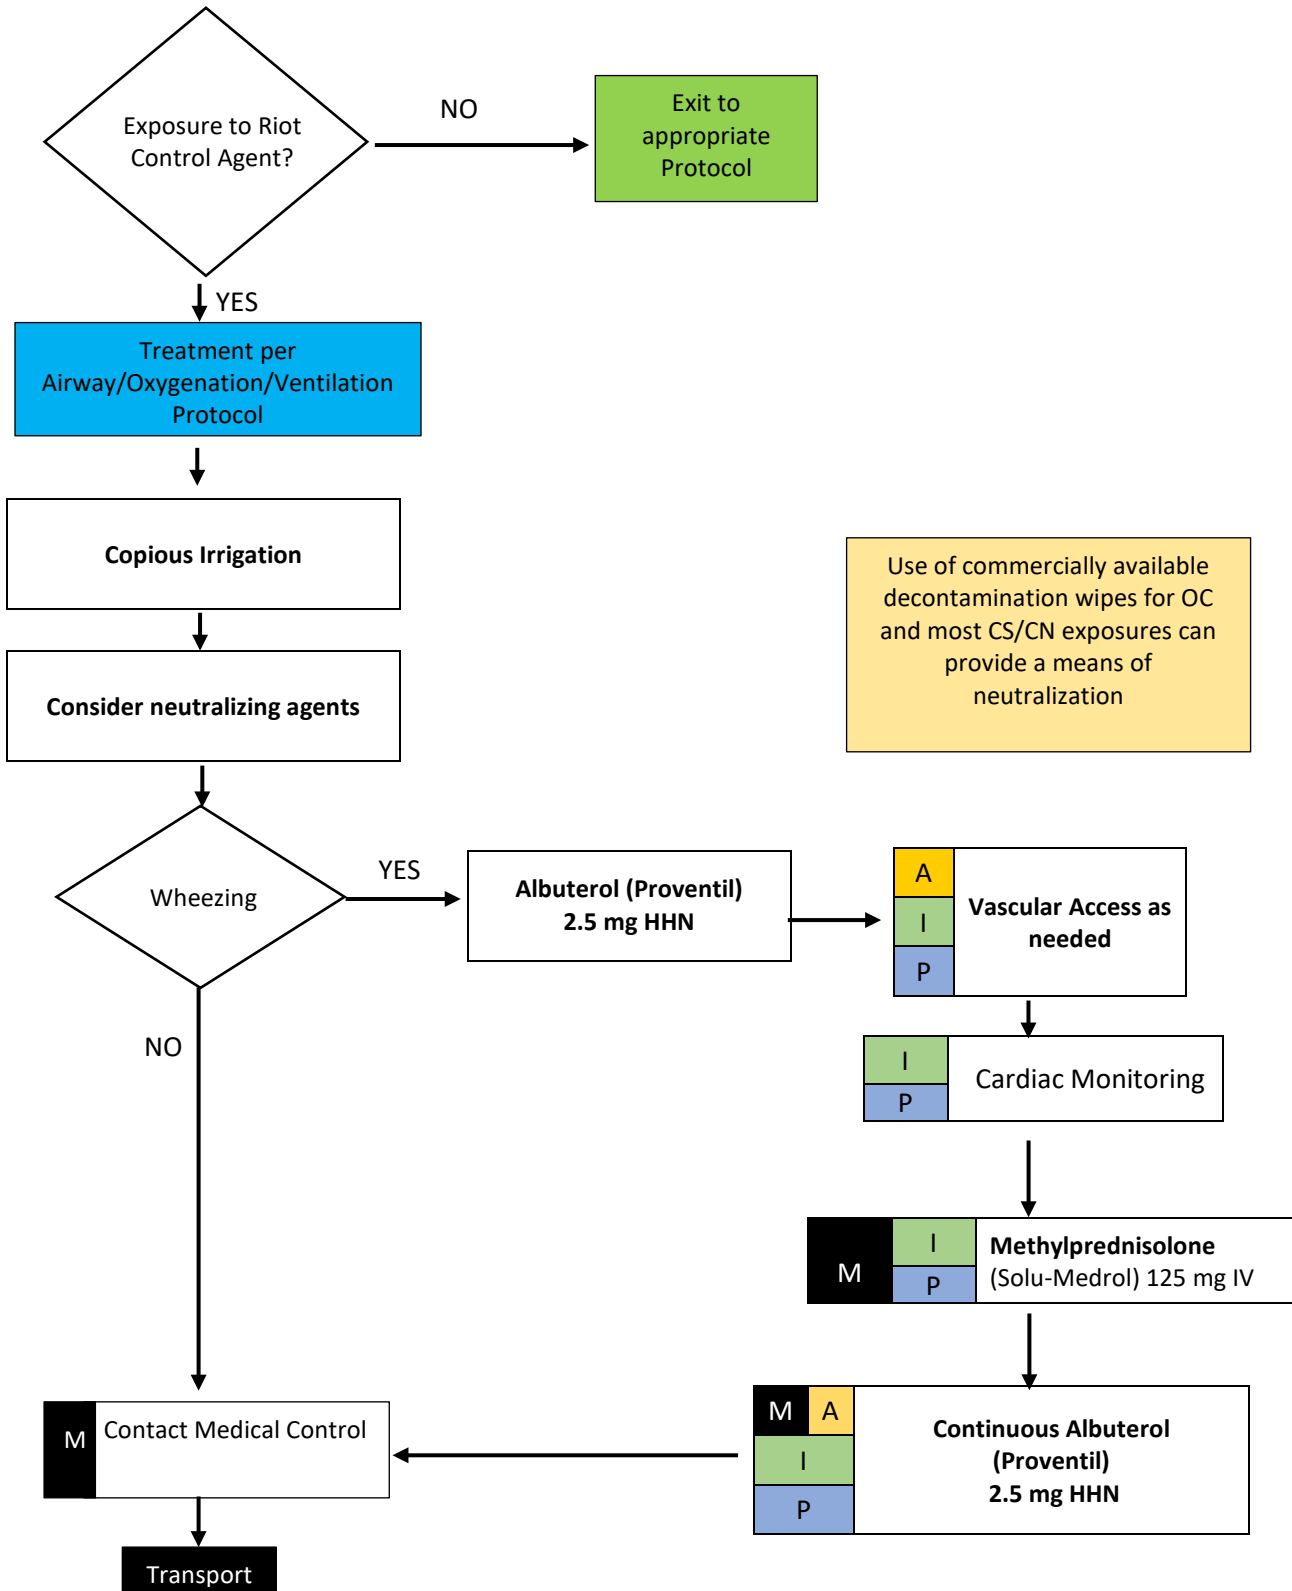 Exposure to Riot
Control Agent?
NO
Exit to
appropriate
Protocol
YES
Treatment per
Airway/Oxygenation/Ventilation
Protocol
Copious Irrigation
Use of commercially available
decontamination wipes for OC
and most CS/CN exposures can
provide a means of
neutralization
Consider neutralizing agents
Wheezing
YES
Albuterol (Proventil)
2.5 mg HHN
A
I
P
Vascular Access as
needed
NO
I
P
Cardiac Monitoring
M
I
P
Methylprednisolone
(Solu-Medrol) 125 mg IV
M
A
I
P
Continuous Albuterol
(Proventil)
2.5 mg HHN
M
Contact Medical Control
Transport